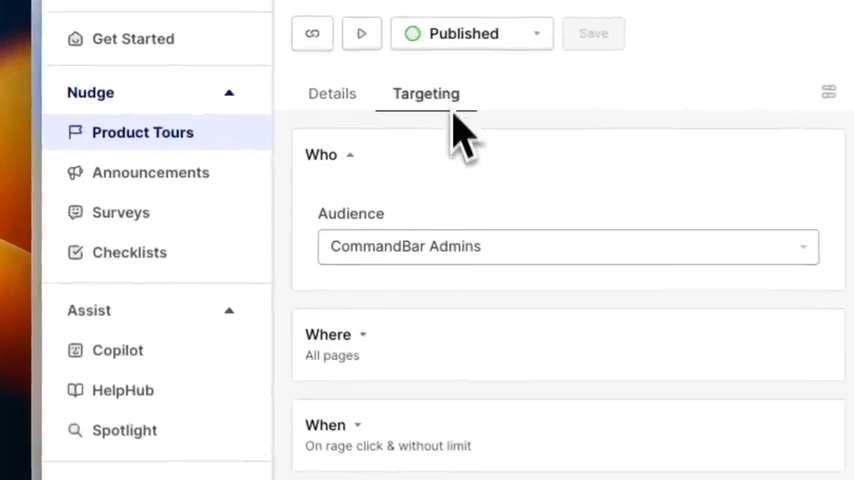 Get Started
Nudge
Product Tours
Announcements
Surveys
Checklists
Assist
Copilot
HelpHub
Spotlight
Published
Save
Details
Targeting
Who
Audience
CommandBar Admins
Where
All pages
When
On rage click & without limit